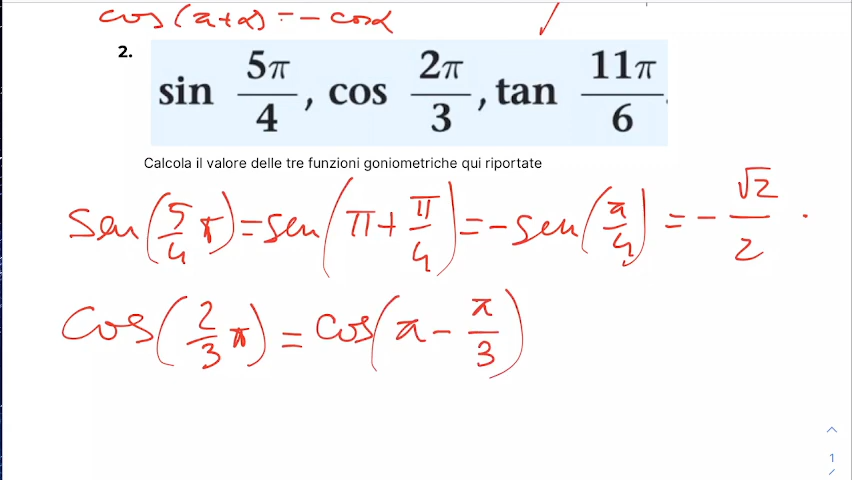 cos(π+α) = - cosα
2. sin 5π/4, cos 2π/3, tan 11π/6
Calcola il valore delle tre funzioni goniometriche qui riportate
sen(5/4 π) = sen(π + π/4) = - sen(π/4) = - √2/2 .
cos(2/3 π) = cos(π - π/3)
1